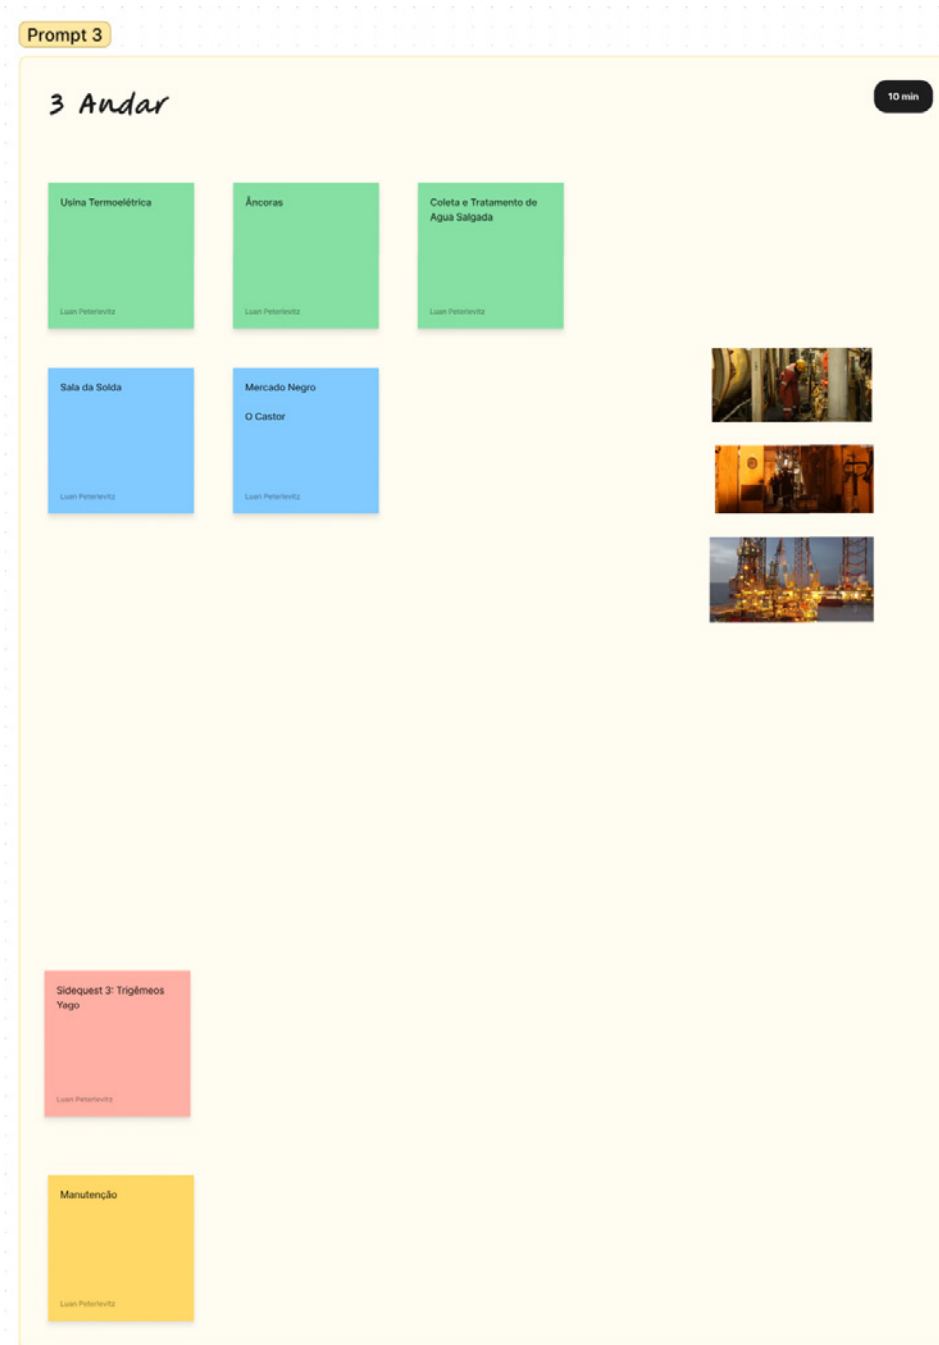 Prompt 3
3 Andar
10 min
Usina Termoelétrica
Luan Peterlevitz
Âncoras
Luan Peterlevitz
Coleta e Tratamento de
Agua Salgada
Luan Peterlevitz
Sala da Solda
Luan Peterlevitz
Mercado Negro
O Castor
Luan Peterlevitz
Sidequest 3: Trigêmeos
Yago
Luan Peterlevitz
Manutenção
Luan Peterlevitz